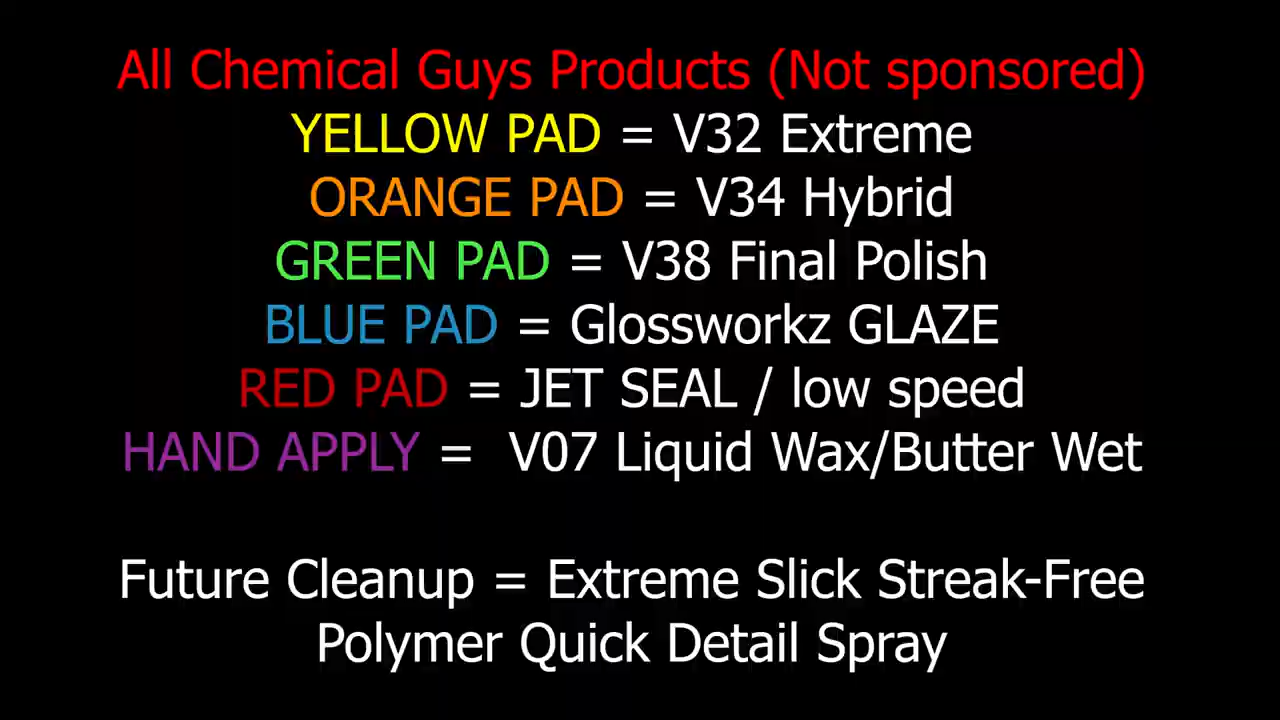 All Chemical Guys Products (Not sponsored)
YELLOW PAD = V32 Extreme
ORANGE PAD = V34 Hybrid
GREEN PAD = V38 Final Polish
BLUE PAD = Glossworkz GLAZE
RED PAD = JET SEAL / low speed
HAND APPLY = V07 Liquid Wax/Butter Wet
Future Cleanup = Extreme Slick Streak-Free
Polymer Quick Detail Spray